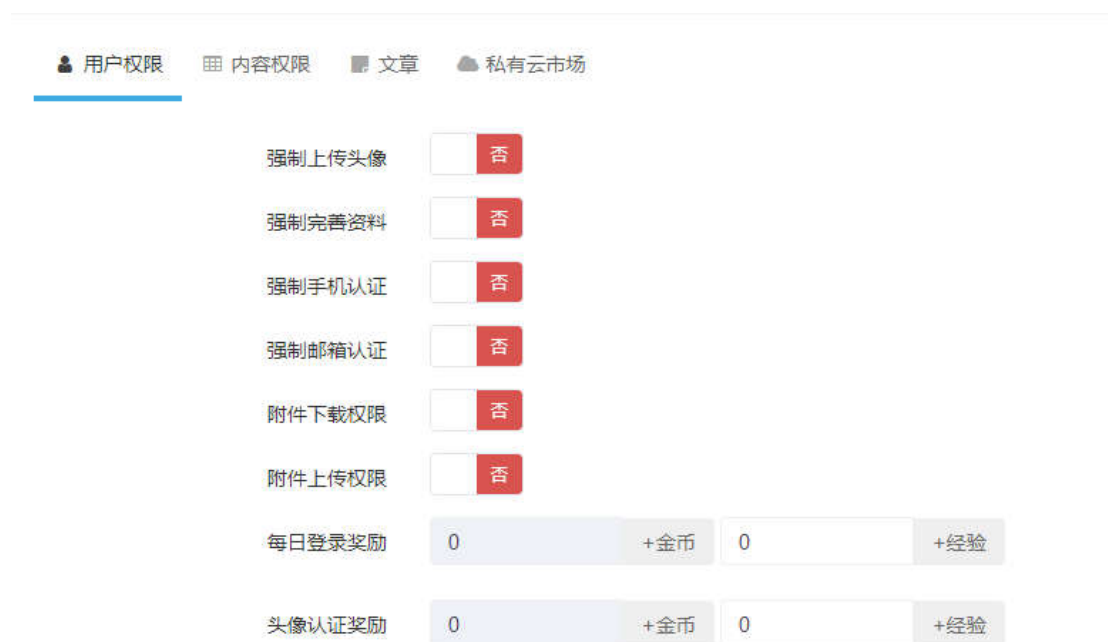 用户权限 内容权限 文章 私有云市场
强制上传头像 否
强制完善资料 否
强制手机认证 否
强制邮箱认证 否
附件下载权限 否
附件上传权限 否
每日登录奖励 0 +金币 0 +经验
头像认证奖励 0 +金币 0 +经验